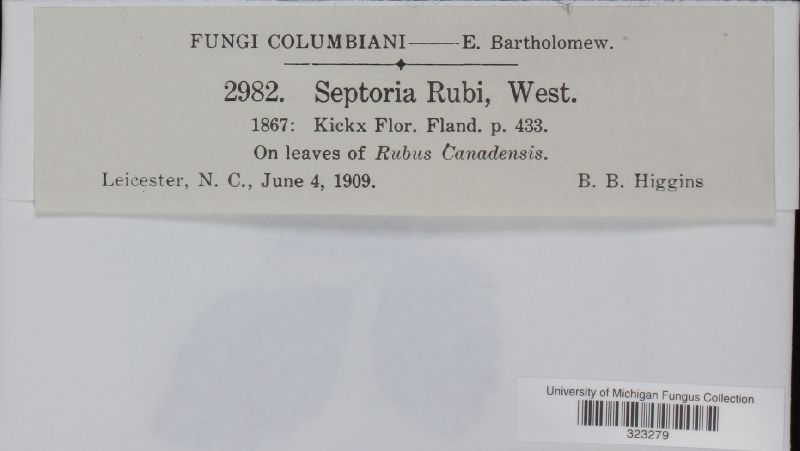 FUNGI COLUMBIANI——E. Bartholomew.
2982. Septoria Rubi, West.
1867: Kickx Flor. Fland. p. 433.
On leaves of Rubus Canadensis.
Leicester, N. C., June 4, 1909. B. B. Higgins
University of Michigan Fungus Collection
323279